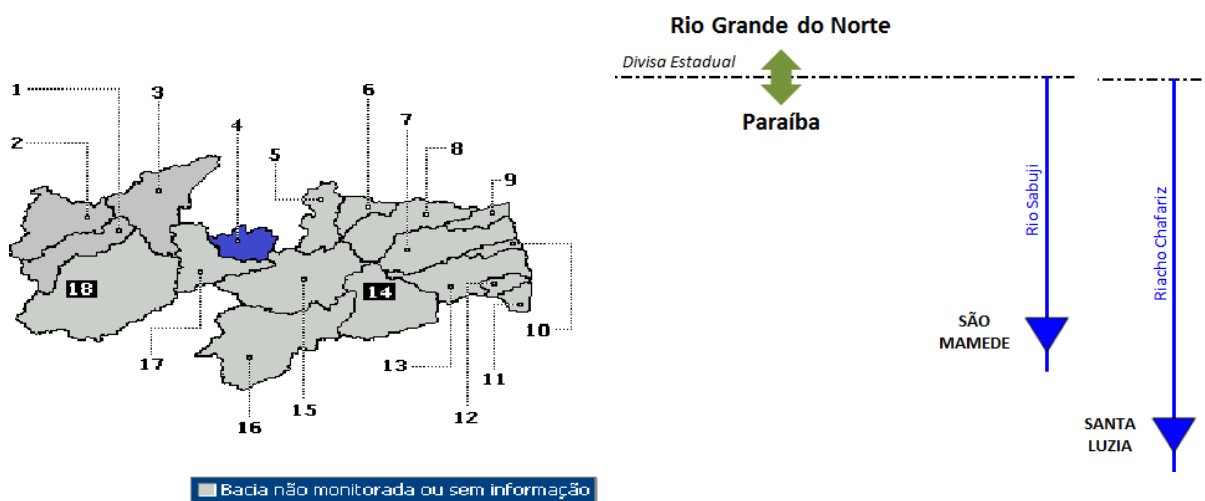 1
2
3
4
5
6
7
8
9
10
11
12
13
14
15
16
17
18
Bacia não monitorada ou sem informação
Rio Grande do Norte
Divisa Estadual
Paraíba
Rio Sabuji
Riacho Chafariz
SÃO
MAMEDE
SANTA
LUZIA